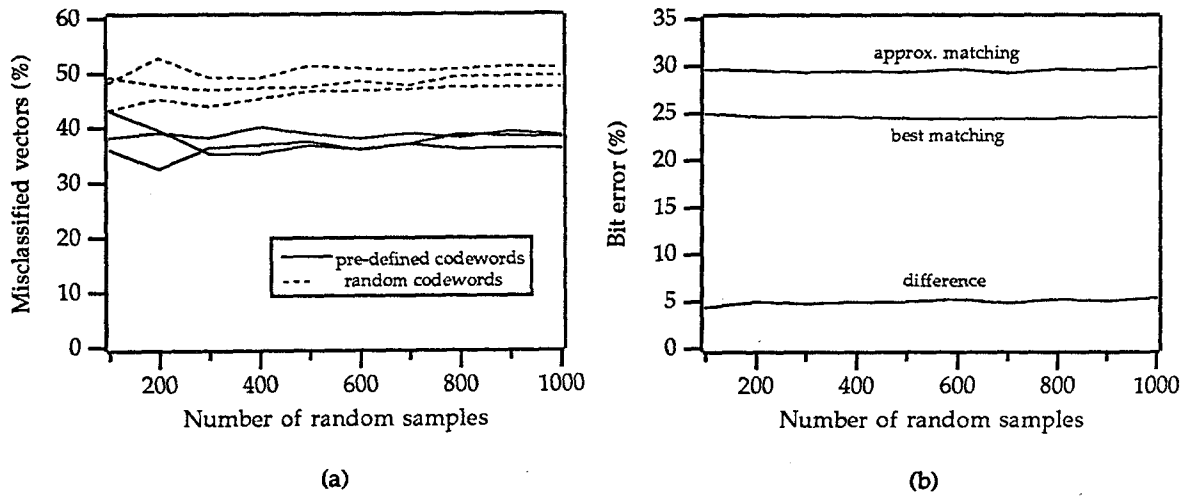 Misclassified vectors (%)
60
50
40
30
20
10
0
pre-defined codewords
random codewords
200
400
600
800
1000
Number of random samples
(a)
Bit error (%)
35
30
25
20
15
10
5
0
approx. matching
best matching
difference
200
400
600
800
1000
Number of random samples
(b)